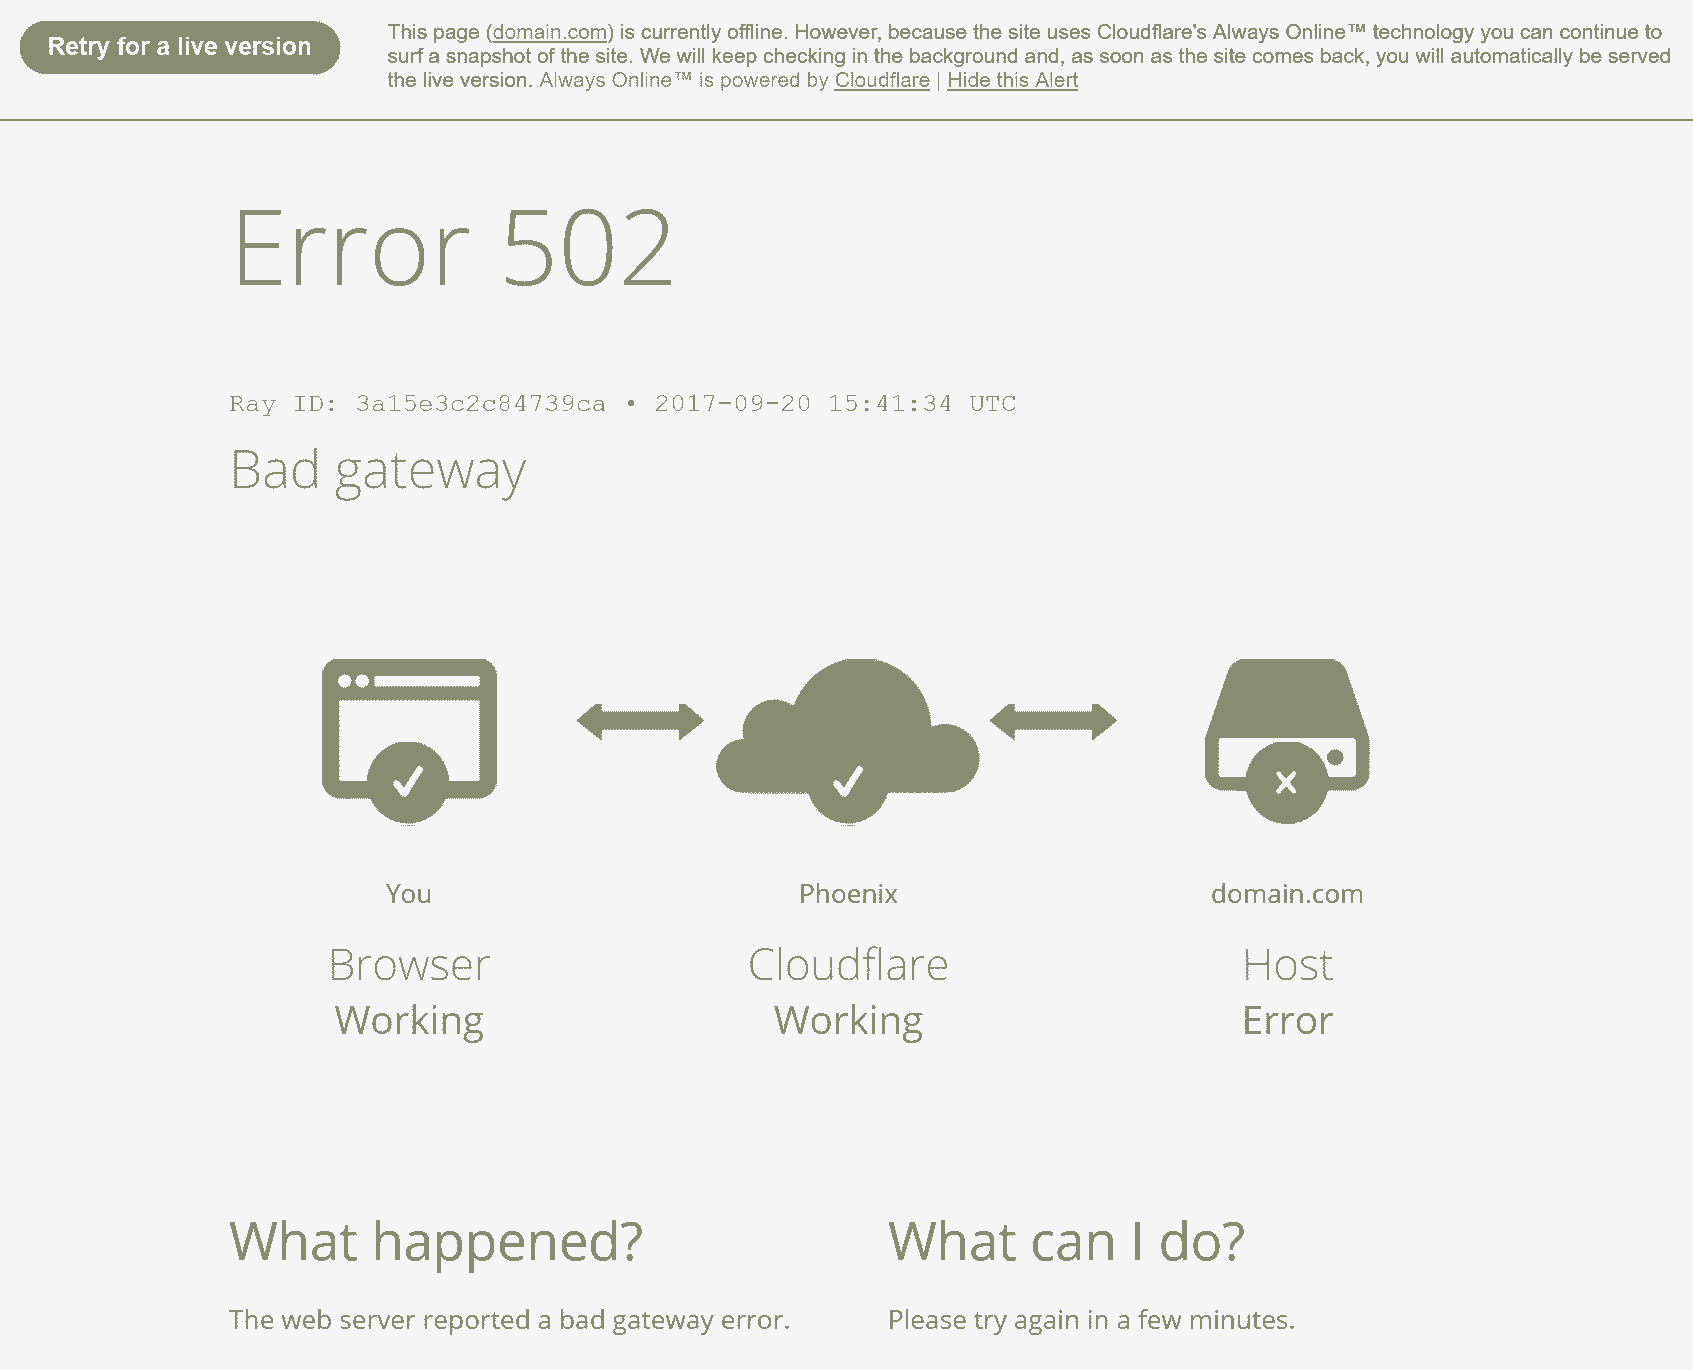 Retry for a live version
This page (domain.com) is currently offline. However, because the site uses Cloudflare's Always Online™ technology you can continue to
surf a snapshot of the site. We will keep checking in the background and, as soon as the site comes back, you will automatically be served
the live version. Always Online™ is powered by Cloudflare | Hide this Alert
Error 502
Ray ID: 3a15e3c2c84739ca • 2017-09-20 15:41:34 UTC
Bad gateway
You
Browser
Working
Phoenix
Cloudflare
Working
domain.com
Host
Error
What happened?
The web server reported a bad gateway error.
What can I do?
Please try again in a few minutes.